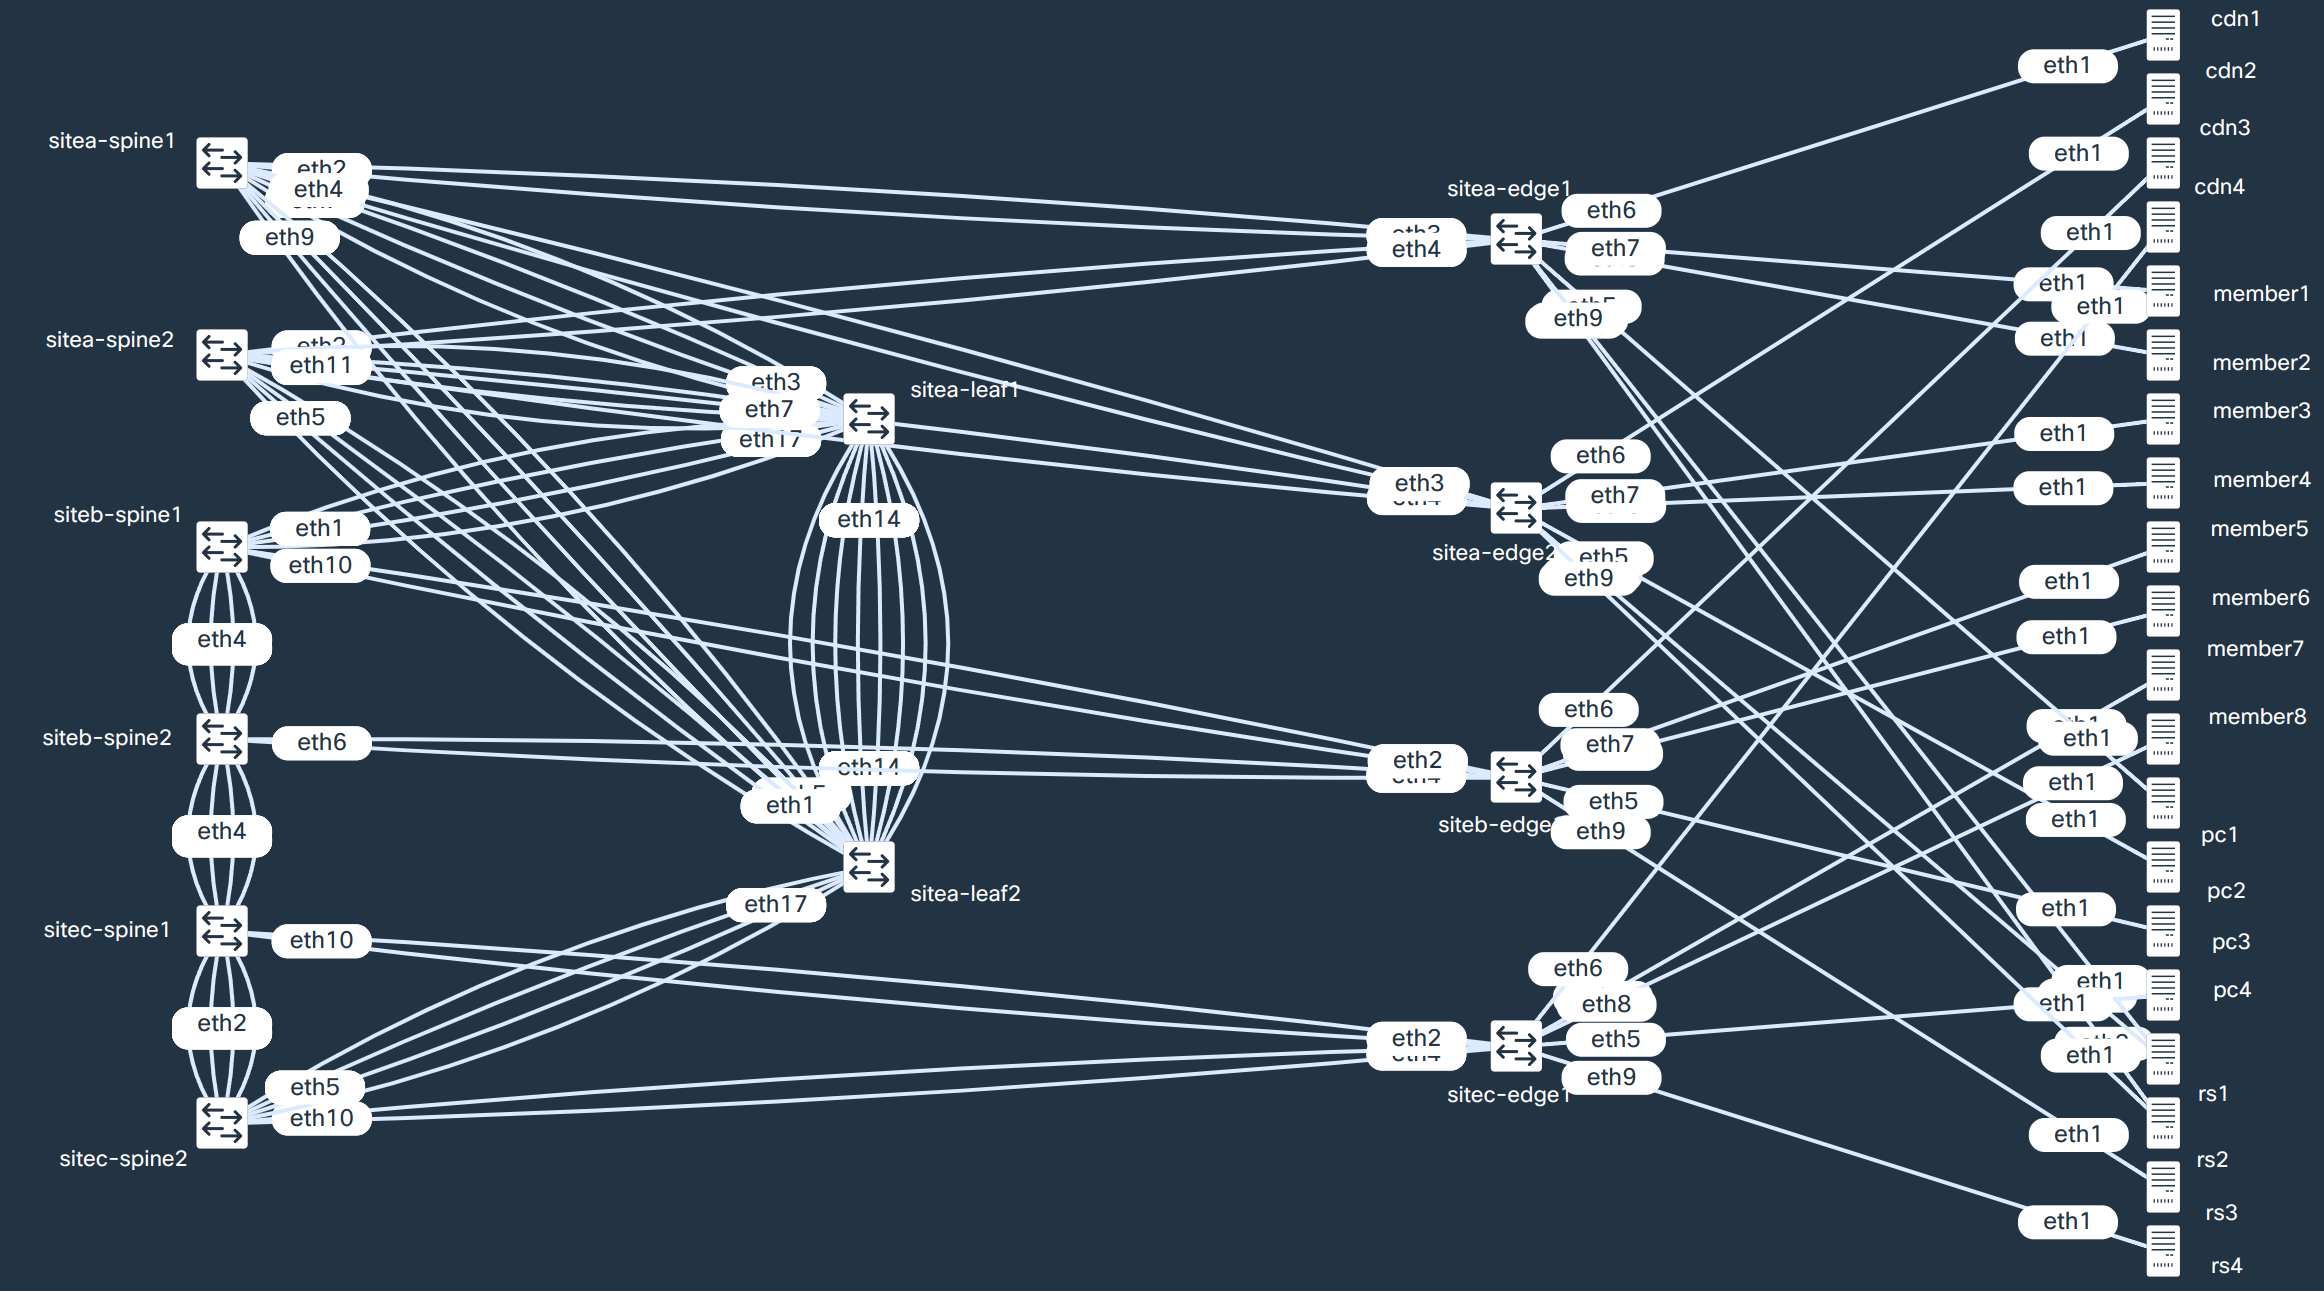 cdn1
eth1
cdn2
cdn3
sitea-spine1
eth1
eth2
cdn4
eth4
sitea-edge1
eth6
eth9
eth4
eth7
eth1
eth1
member1
eth1
eth9
sitea-spine2
eth1
eth11
member2
eth3
sitea-leaf1
eth7
member3
eth5
eth1
eth17
eth6
member4
eth3
eth7
eth1
siteb-spine1
eth14
eth1
member5
sitea-edge2
eth5
eth10
eth9
eth1
member6
eth4
eth1
member7
eth6
member8
siteb-spine2
eth6
eth7
eth1
eth2
eth14
eth1
eth1
eth5
eth1
siteb-edge
eth9
eth4
pc1
sitea-leaf2
pc2
eth17
eth1
sitec-spine1
eth10
pc3
eth6
eth1
pc4
eth8
eth1
eth2
eth2
eth5
eth1
eth5
eth9
sitec-edge1
rs1
eth10
eth1
sitec-spine2
rs2
rs3
eth1
rs4